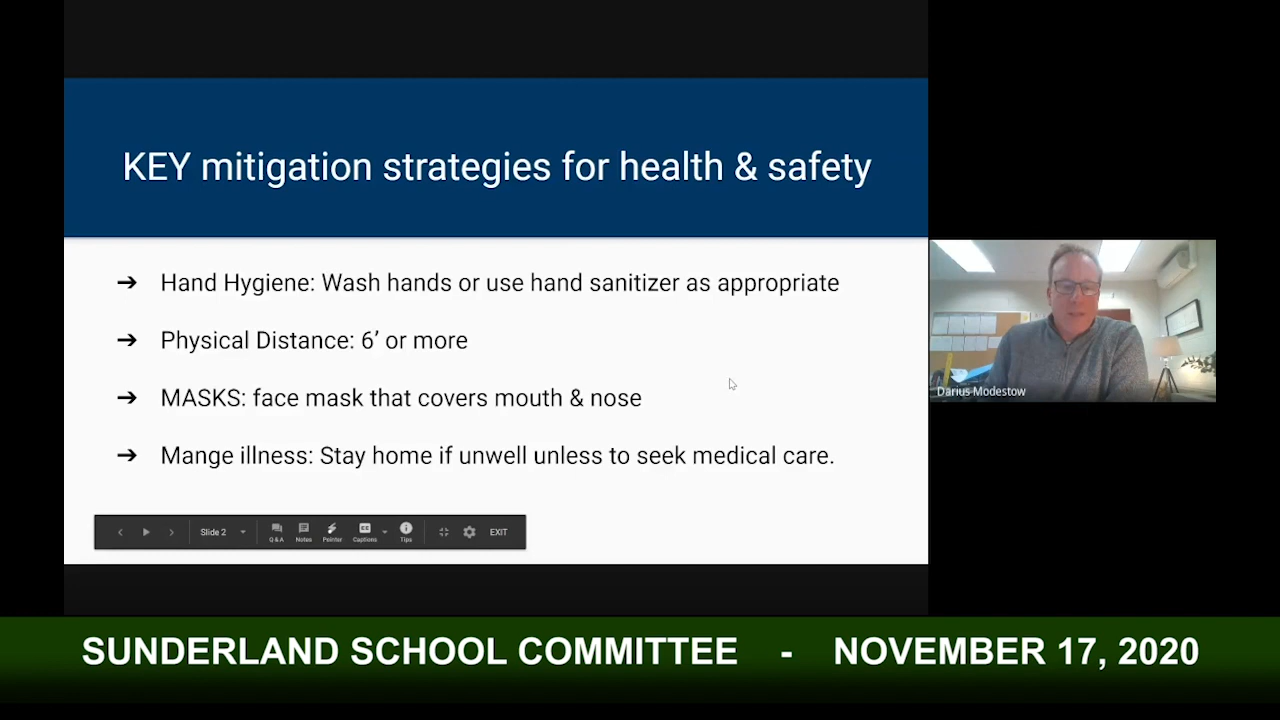 KEY mitigation strategies for health & safety
➔ Hand Hygiene: Wash hands or use hand sanitizer as appropriate
➔ Physical Distance: 6’ or more
➔ MASKS: face mask that covers mouth & nose
➔ Mange illness: Stay home if unwell unless to seek medical care.
Slide 2
Q&A
Notes
Pointer
Captions
Tips
EXIT
Darius Modestow
SUNDERLAND SCHOOL COMMITTEE - NOVEMBER 17, 2020